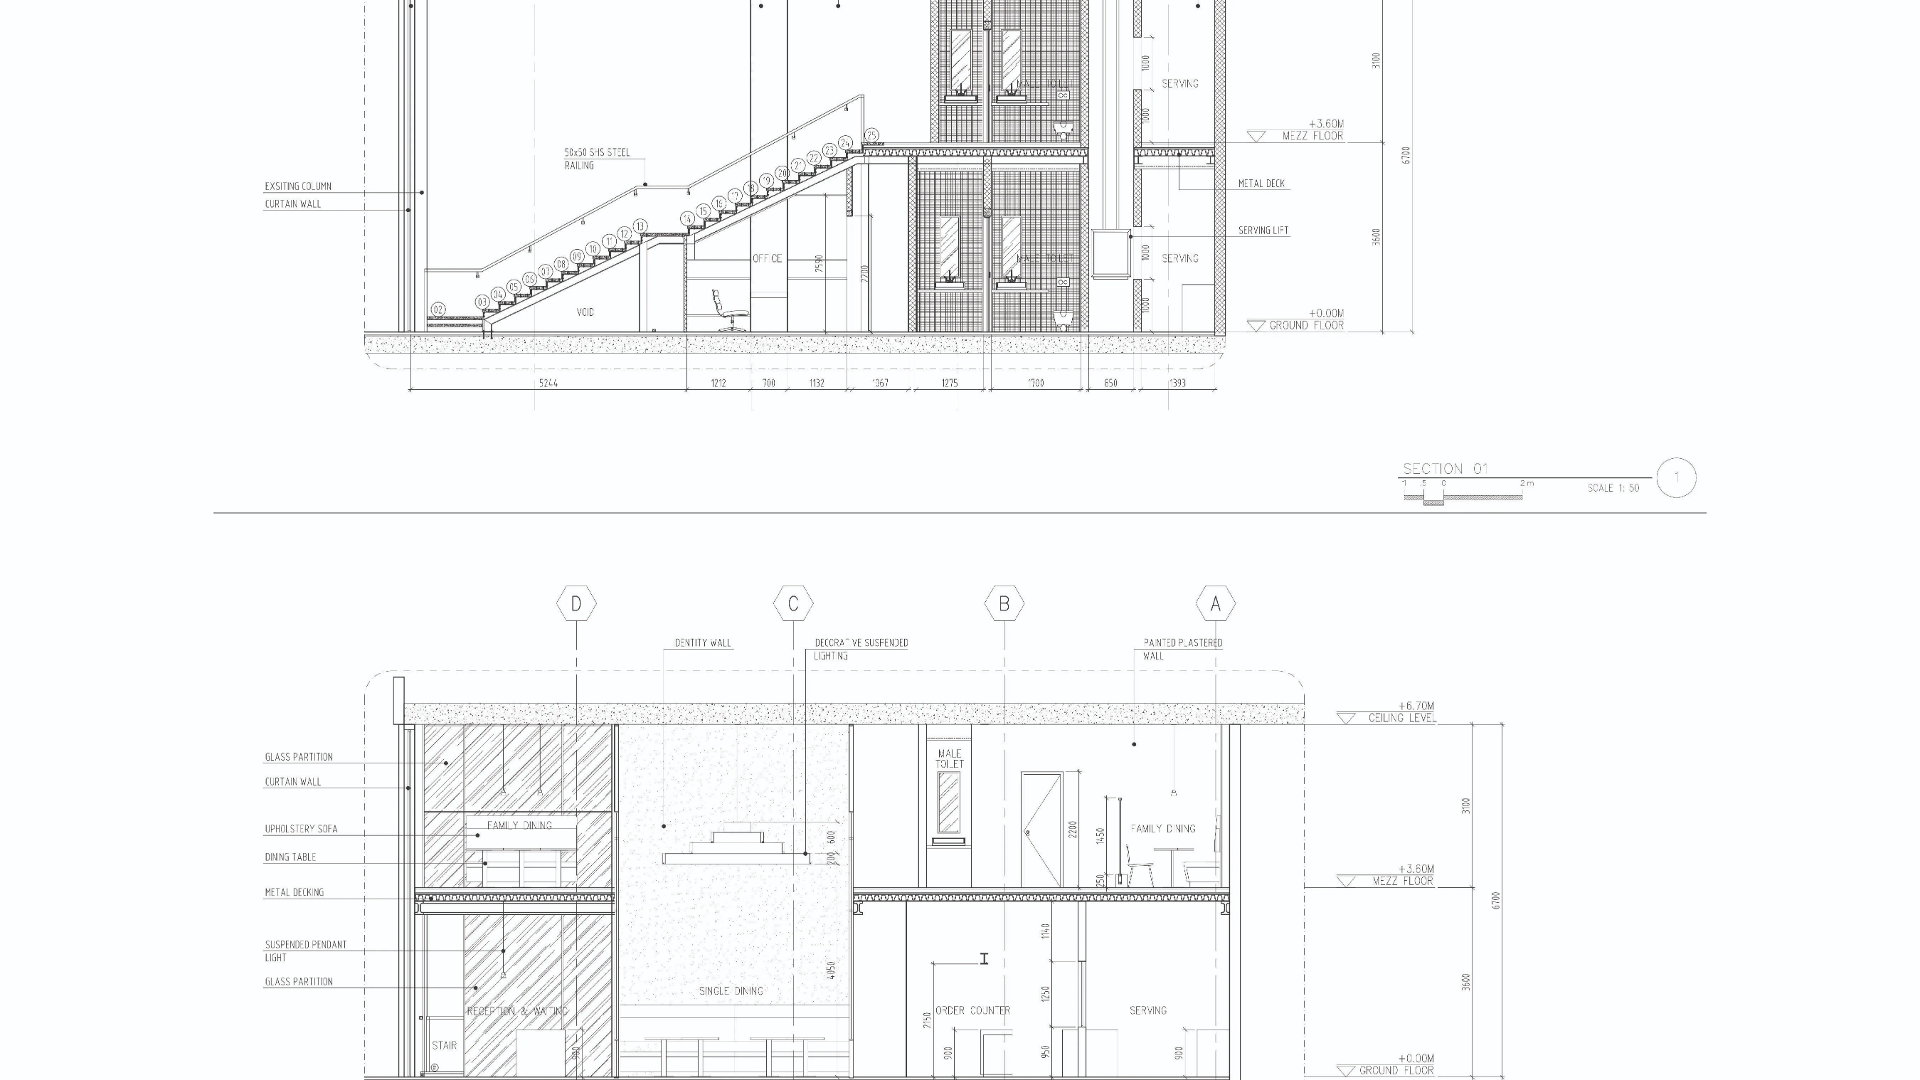 3100
1000
MALE TOILET
SERVING
1000
+3.60M
MEZZ FLOOR
25
24
23
22
21
20
19
18
17
16
15
14
6700
50x50 SHS STEEL
RAILING
EXSITING COLUMN
CURTAIN WALL
METAL DECK
SERVING LIFT
3600
13
12
11
10
09
08
07
06
05
04
03
02
OFFICE
2590
2200
MALE TOILET
1000
SERVING
1000
VOID
+0.00M
GROUND FLOOR
5244
1212
700
1132
1067
1275
1700
850
1393
SECTION 01
1 .5 0 2m
SCALE 1: 50
1
D
C
B
A
IDENTITY WALL
DECORATIVE SUSPENDED
LIGHTING
PAINTED PLASTERED
WALL
+6.70M
CEILING LEVEL
GLASS PARTITION
CURTAIN WALL
UPHOLSTERY SOFA
DINING TABLE
METAL DECKING
SUSPENDED PENDANT
LIGHT
GLASS PARTITION
MALE
TOILET
FAMILY DINING
600
200
2200
1450
250
FAMILY DINING
3100
+3.60M
MEZZ FLOOR
6700
1140
4050
SINGLE DINING
RECEPTION & WAITING
STAIR
900
2150
ORDER COUNTER
900
1250
950
SERVING
900
3600
+0.00M
GROUND FLOOR